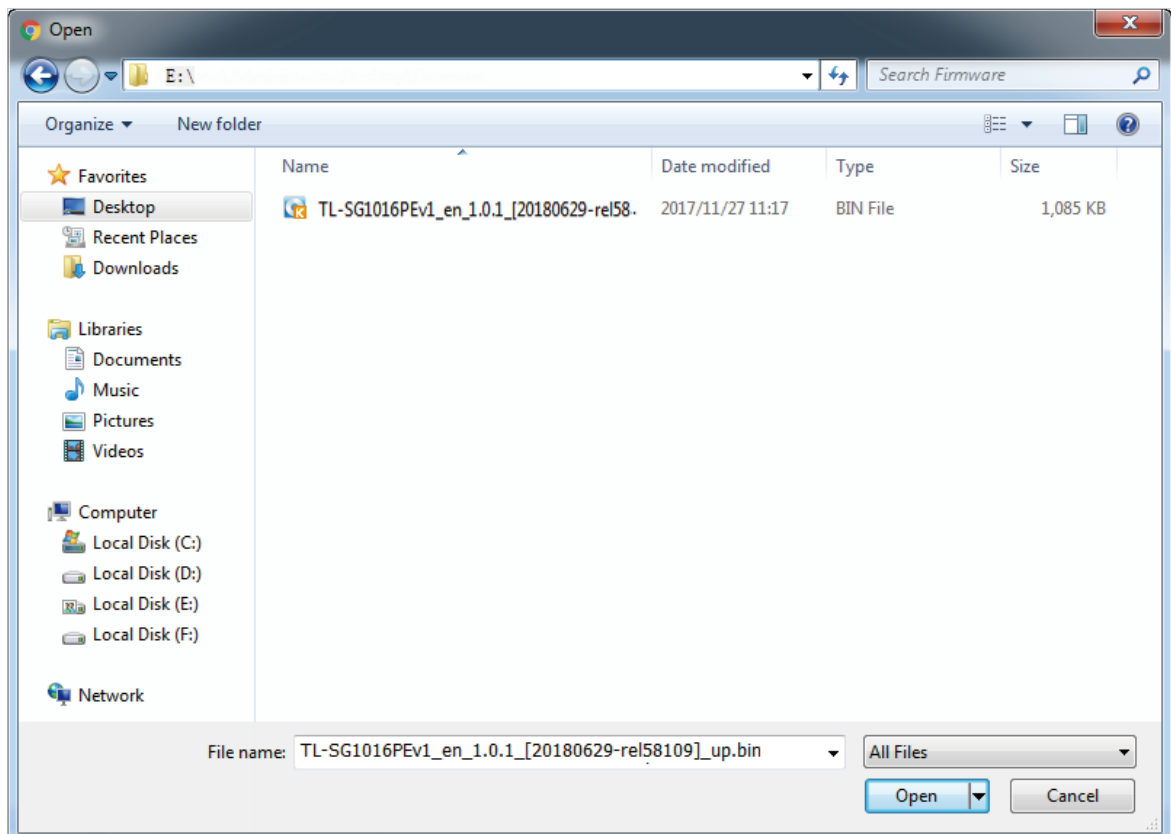 Open
E:\
Search Firmware
Organize
New folder
Favorites
Desktop
Recent Places
Downloads
Libraries
Documents
Music
Pictures
Videos
Computer
Local Disk (C:)
Local Disk (D:)
Local Disk (E:)
Local Disk (F:)
Network
Name Date modified Type Size
TL-SG1016PEv1_en_1.0.1_[20180629-rel58. 2017/11/27 11:17 BIN File 1,085 KB
File name: TL-SG1016PEv1_en_1.0.1_[20180629-rel58109]_up.bin All Files
Open Cancel